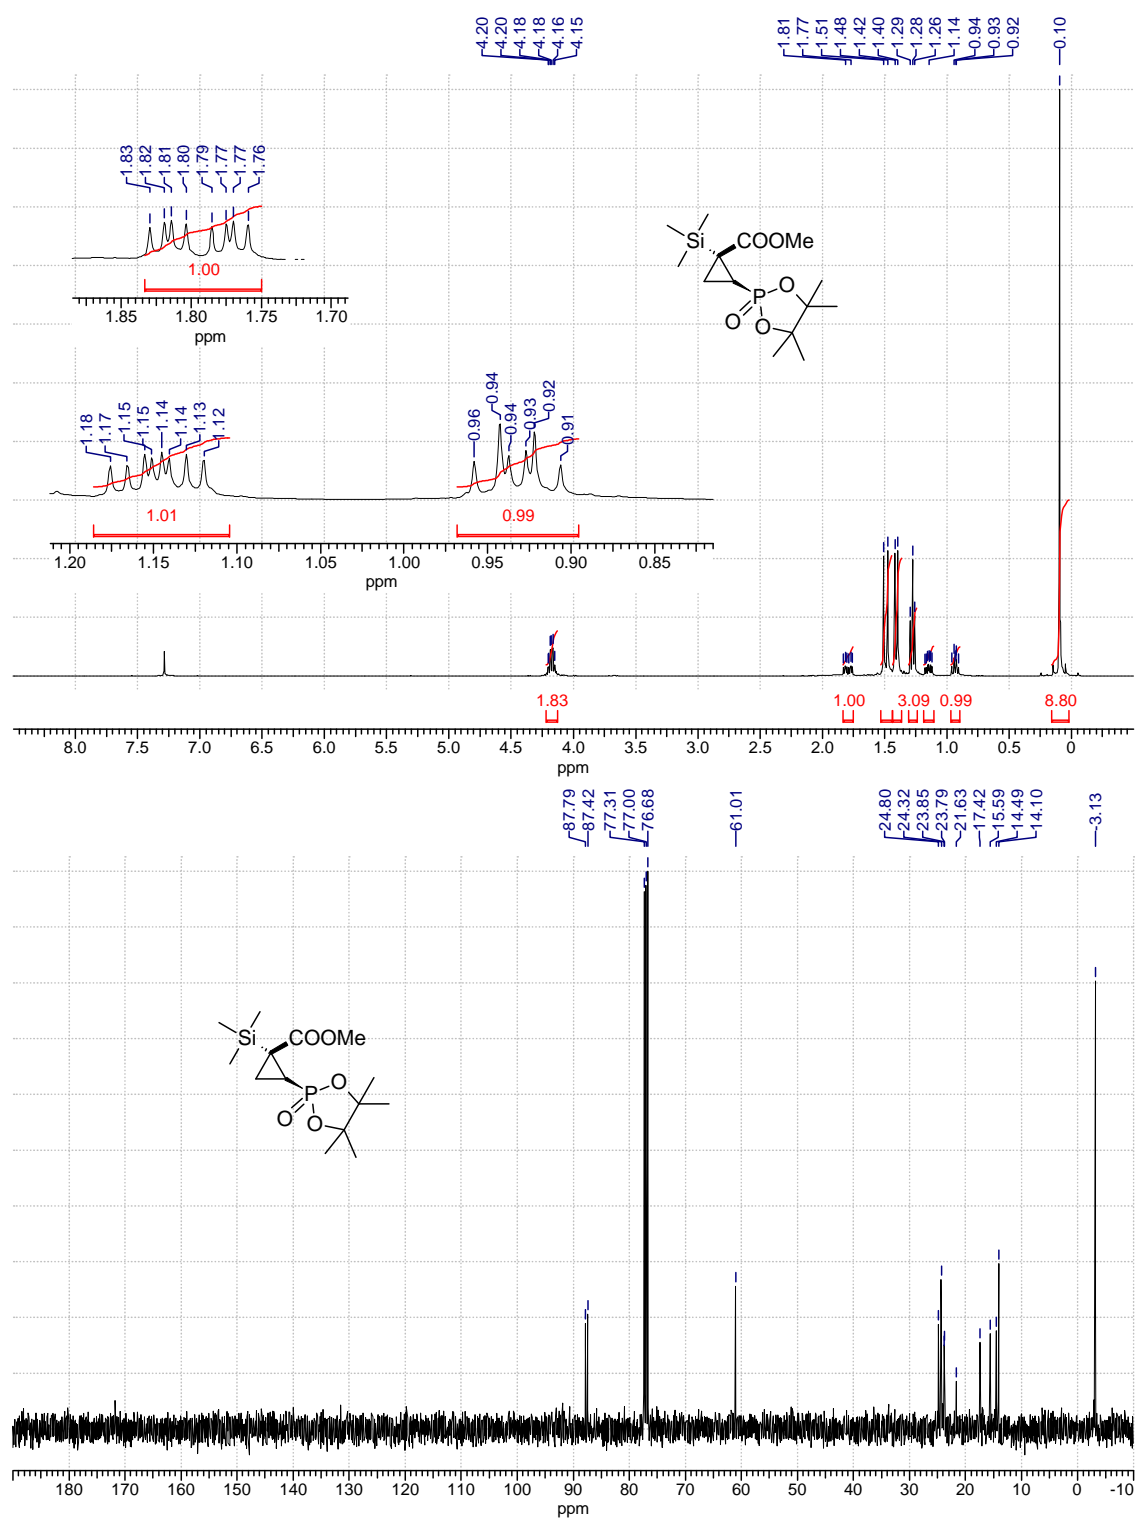 4.20 4.20 4.18 4.18 4.16 4.15 1.81 1.77 1.51 1.48 1.42 1.40 1.29 1.28 1.26 1.14 0.94 0.93 0.92 0.10
1.83 1.82 1.81 1.80 1.79 1.77 1.77 1.76
1.00
1.85 1.80 1.75 1.70
ppm
Si COOMe
P O
O O
1.18 1.17 1.15 1.15 1.14 1.14 1.13 1.12 0.96 0.94 0.94 0.93 0.92 0.91
1.01 0.99
1.20 1.15 1.10 1.05 1.00 0.95 0.90 0.85
ppm
1.83 1.00 3.09 0.99 8.80
8.0 7.5 7.0 6.5 6.0 5.5 5.0 4.5 4.0 3.5 3.0 2.5 2.0 1.5 1.0 0.5 0
ppm
87.79 87.42 77.31 77.00 76.68 61.01 24.80 24.32 23.85 23.79 21.63 17.42 15.59 14.49 14.10 -3.13
Si COOMe
P O
O O
180 170 160 150 140 130 120 110 100 90 80 70 60 50 40 30 20 10 0 -10
ppm